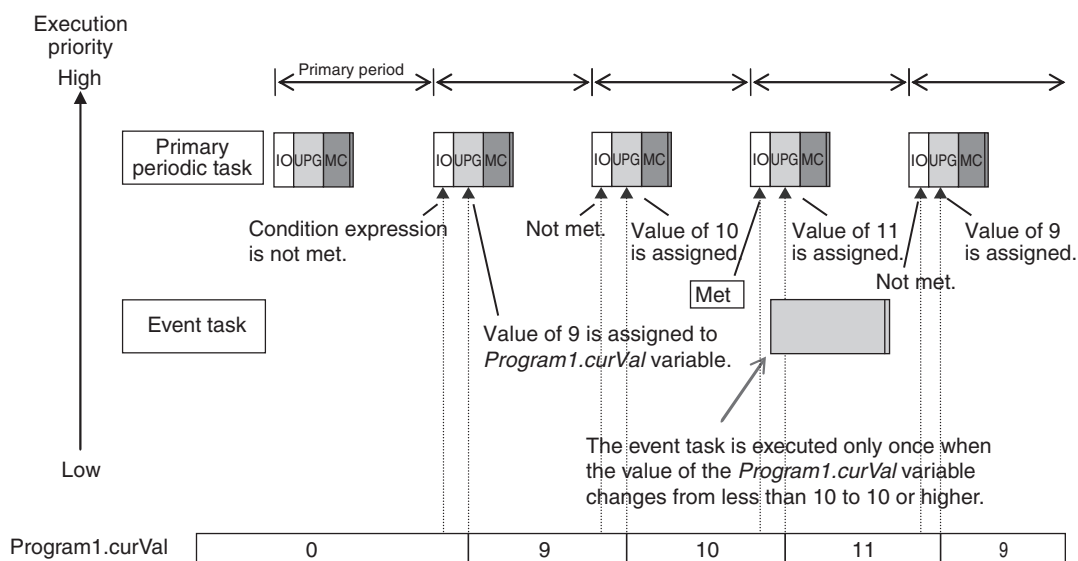 Execution
priority
High
Primary period
Primary
periodic task
IO UPG MC
IO UPG MC
IO UPG MC
IO UPG MC
IO UPG MC
Condition expression
is not met.
Not met.
Value of 10
is assigned.
Value of 11
is assigned.
Value of 9
is assigned.
Met
Not met.
Event task
Value of 9 is assigned to
Program1.curVal variable.
The event task is executed only once when
the value of the Program1.curVal variable
changes from less than 10 to 10 or higher.
Low
Program1.curVal
0 9 10 11 9